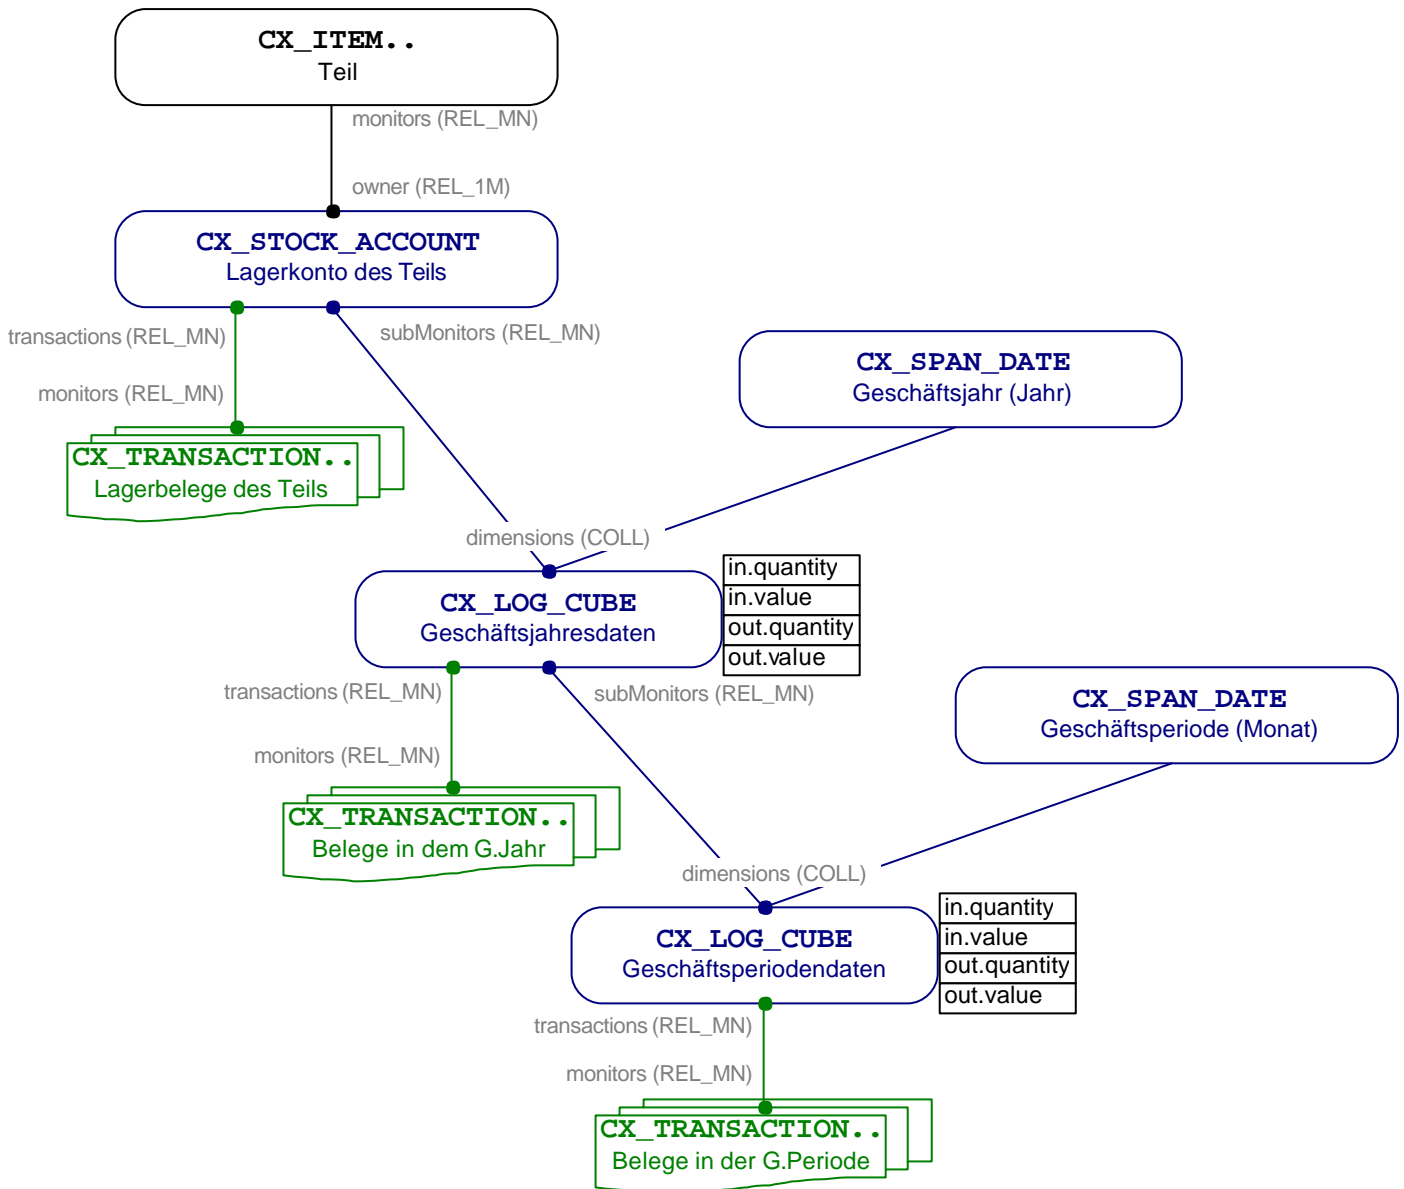 CX_ITEM..
Teil
monitors (REL_MN)
owner (REL_1M)
CX_STOCK_ACCOUNT
Lagerkonto des Teils
transactions (REL_MN)
subMonitors (REL_MN)
monitors (REL_MN)
CX_SPAN_DATE
Geschäftsjahr (Jahr)
CX_TRANSACTION..
Lagerbelege des Teils
dimensions (COLL)
CX_LOG_CUBE
Geschäftsjahresdaten
in.quantity
in.value
out.quantity
out.value
transactions (REL_MN)
subMonitors (REL_MN)
monitors (REL_MN)
CX_SPAN_DATE
Geschäftsperiode (Monat)
CX_TRANSACTION..
Belege in dem G.Jahr
dimensions (COLL)
CX_LOG_CUBE
Geschäftsperiodendaten
in.quantity
in.value
out.quantity
out.value
transactions (REL_MN)
monitors (REL_MN)
CX_TRANSACTION..
Belege in der G.Periode